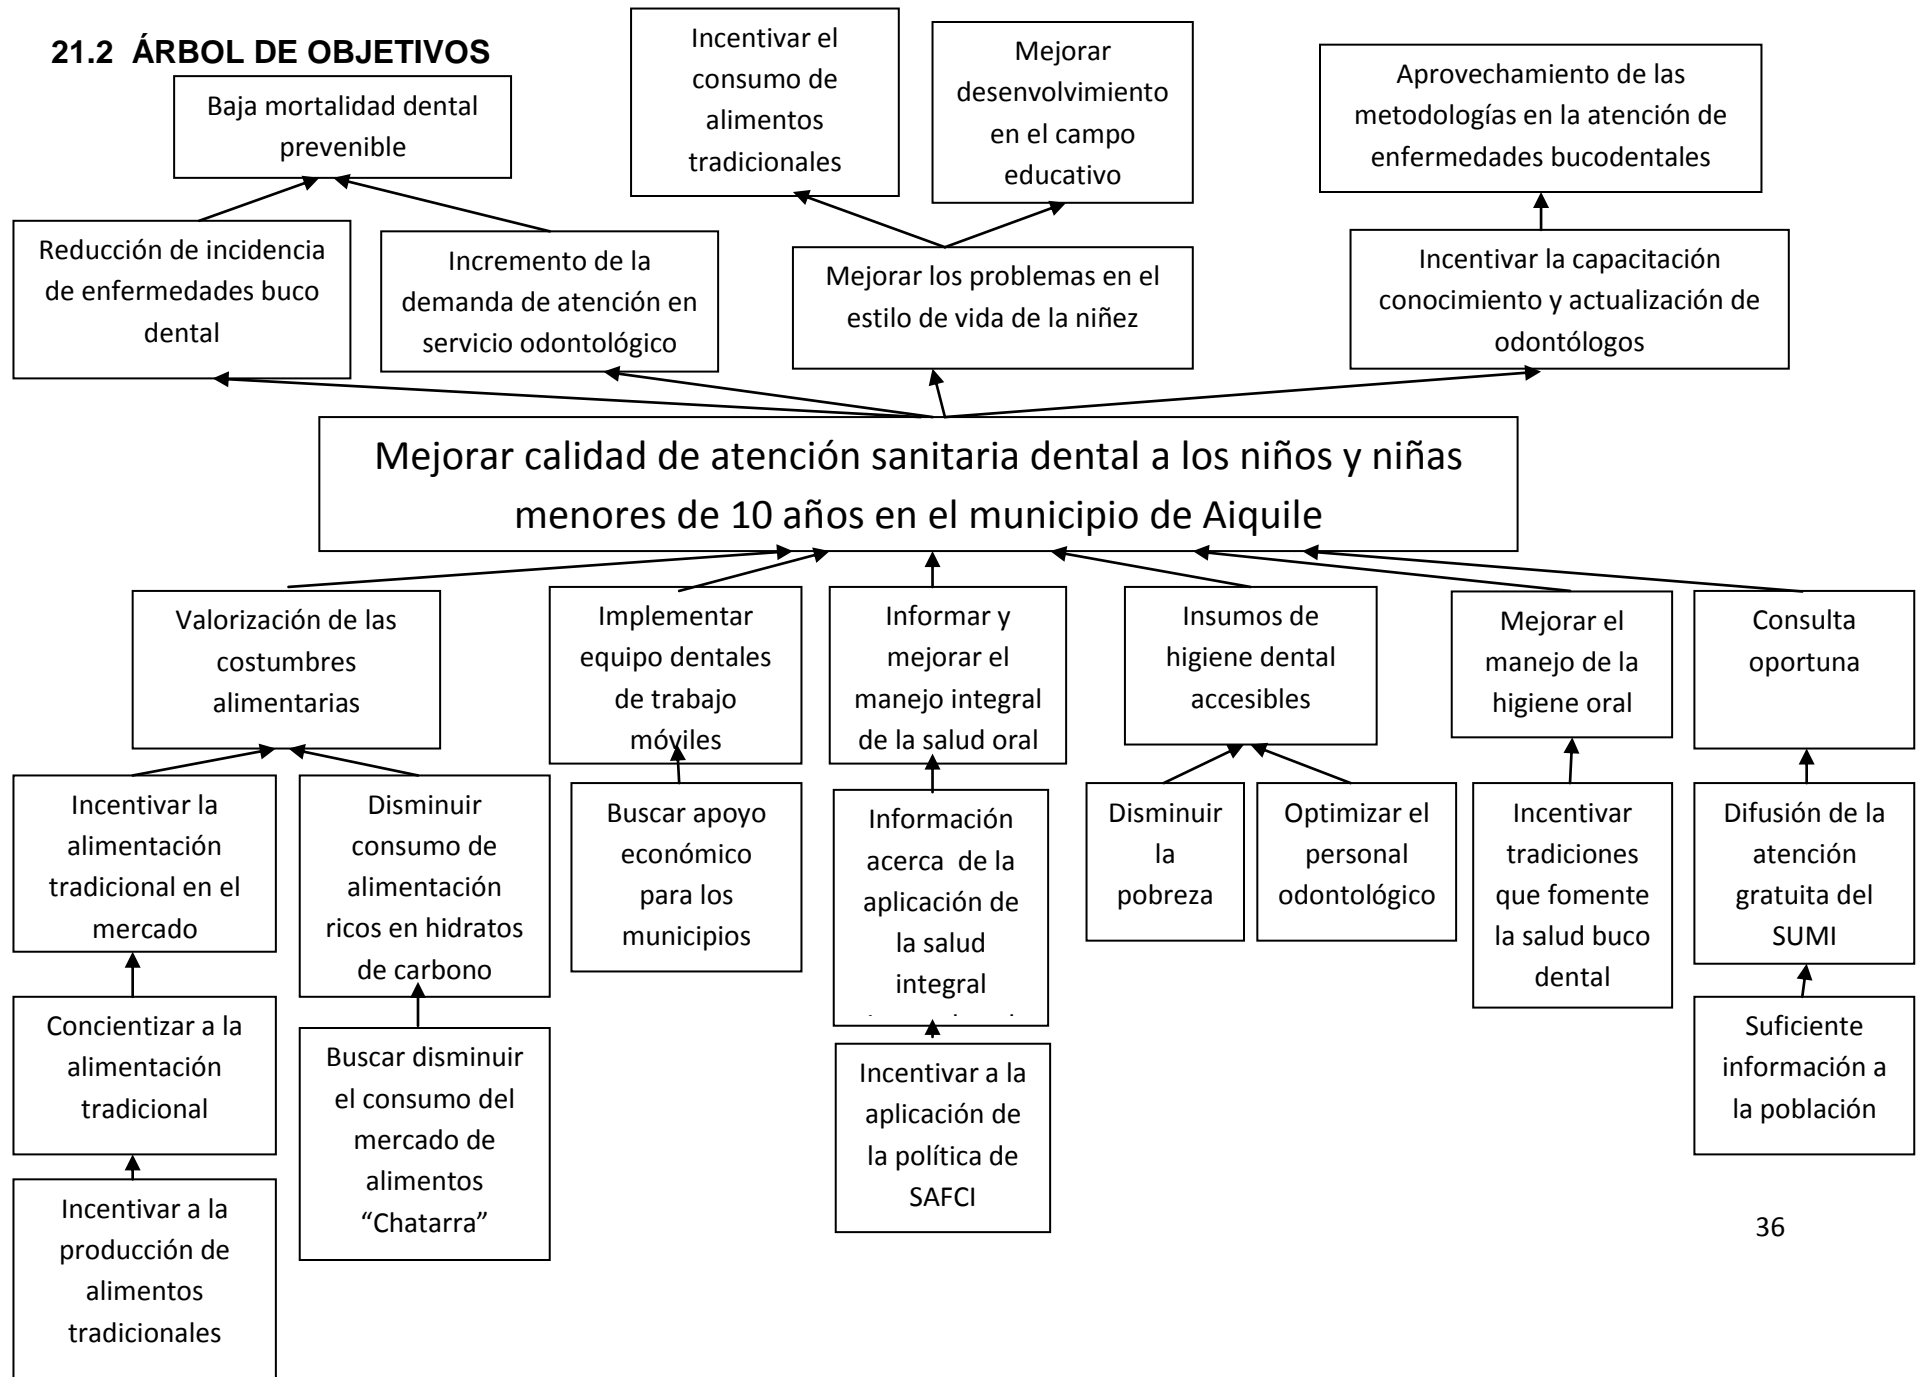 21.2 ÁRBOL DE OBJETIVOS
Baja mortalidad dental
prevenible
Incentivar el
consumo de
alimentos
tradicionales
Mejorar
desenvolvimiento
en el campo
educativo
Aprovechamiento de las
metodologías en la atención de
enfermedades bucodentales
Reducción de incidencia
de enfermedades buco
dental
Incremento de la
demanda de atención en
servicio odontológico
Mejorar los problemas en el
estilo de vida de la niñez
Incentivar la capacitación
conocimiento y actualización de
odontólogos
Mejorar calidad de atención sanitaria dental a los niños y niñas
menores de 10 años en el municipio de Aiquile
Valorización de las
costumbres
alimentarias
Implementar
equipo dentales
de trabajo
móviles
Informar y
mejorar el
manejo integral
de la salud oral
Insumos de
higiene dental
accesibles
Mejorar el
manejo de la
higiene oral
Consulta
oportuna
Incentivar la
alimentación
tradicional en el
mercado
Disminuir
consumo de
alimentación
ricos en hidratos
de carbono
Buscar apoyo
económico
para los
municipios
Información
acerca de la
aplicación de
la salud
integral
Disminuir
la
pobreza
Optimizar el
personal
odontológico
Incentivar
tradiciones
que fomente
la salud buco
dental
Difusión de la
atención
gratuita del
SUMI
Concientizar a la
alimentación
tradicional
Buscar disminuir
el consumo del
mercado de
alimentos
“Chatarra”
Incentivar a la
aplicación de
la política de
SAFCI
Suficiente
información a
la población
Incentivar a la
producción de
alimentos
tradicionales
36